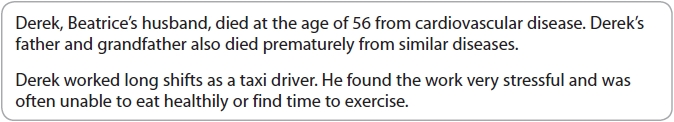 Derek, Beatrice’s husband, died at the age of 56 from cardiovascular disease. Derek’s
father and grandfather also died prematurely from similar diseases.
Derek worked long shifts as a taxi driver. He found the work very stressful and was
often unable to eat healthily or find time to exercise.